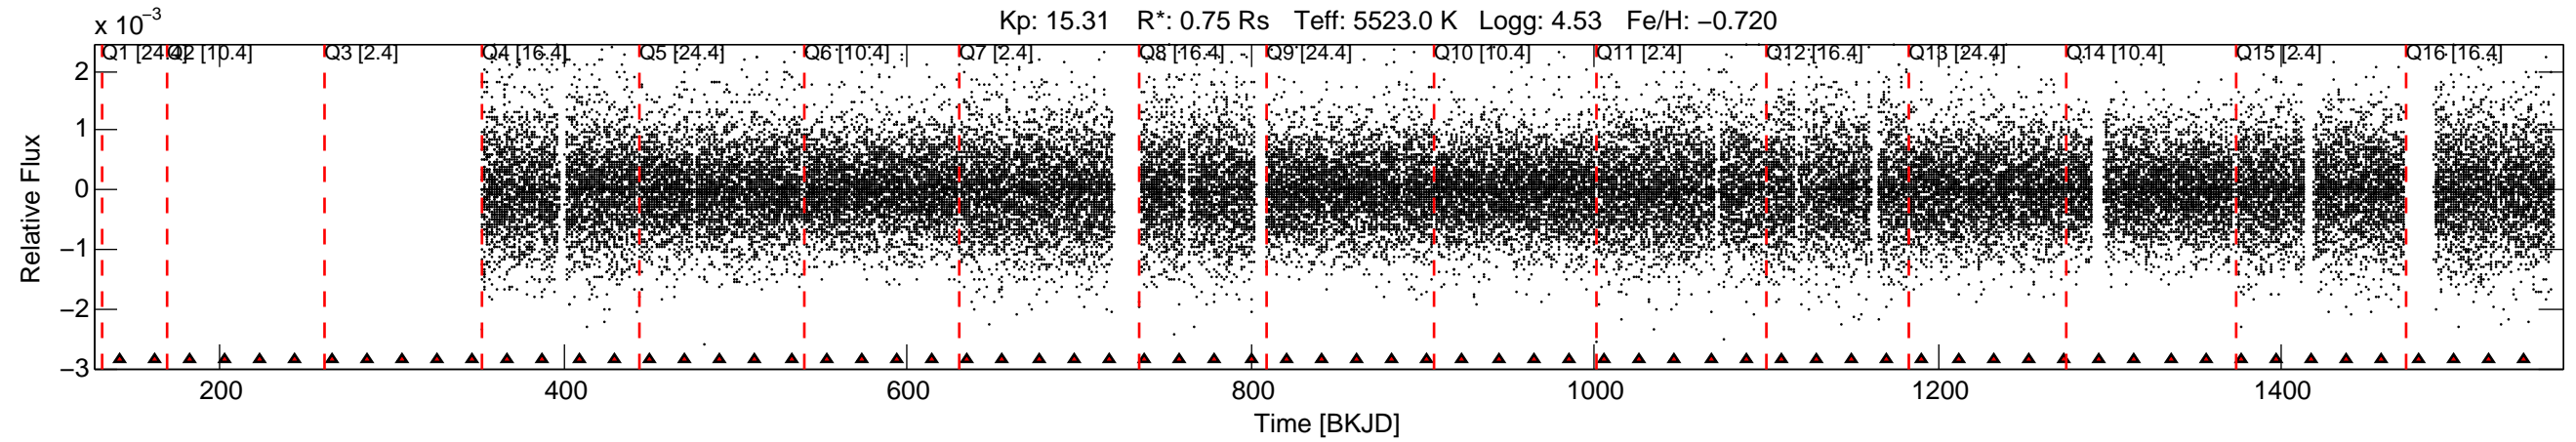 Kp: 15.31 R*: 0.75 Rs Teff: 5523.0 K Logg: 4.53 Fe/H: −0.720
x 10−3
Q1 [24.4] Q2 [10.4] Q3 [2.4] Q4 [16.4] Q5 [24.4] Q6 [10.4] Q7 [2.4] Q8 [16.4] Q9 [24.4] Q10 [10.4] Q11 [2.4] Q12 [16.4] Q13 [24.4] Q14 [10.4] Q15 [2.4] Q16 [16.4]
2
1
0
−1
−2
−3
Relative Flux
200 400 600 800 1000 1200 1400
Time [BKJD]